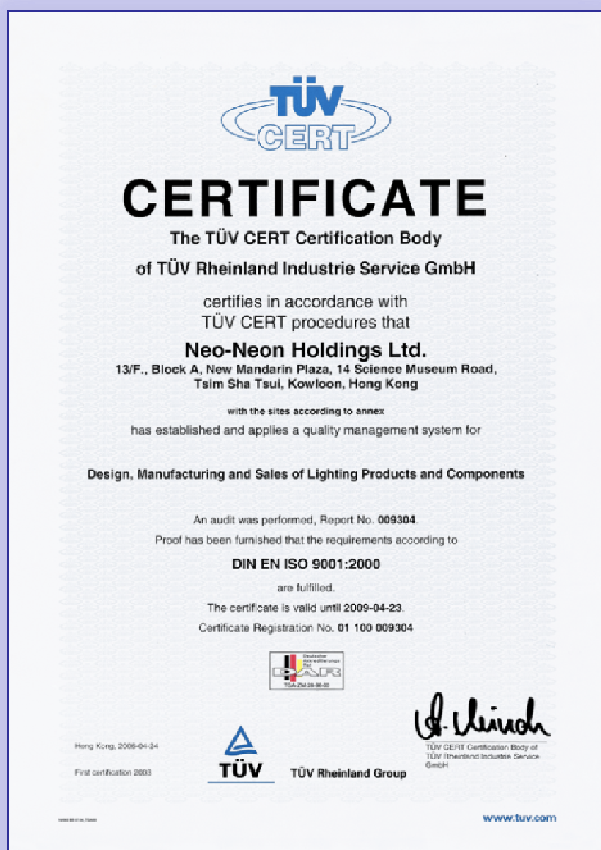 TÜV
CERT
CERTIFICATE
The TÜV CERT Certification Body
of TÜV Rheinland Industrie Service GmbH
certifies in accordance with
TÜV CERT procedures that
Neo-Neon Holdings Ltd.
13/F., Block A, New Mandarin Plaza, 14 Science Museum Road,
Tsim Sha Tsui, Kowloon, Hong Kong
with the sites according to annex
has established and applies a quality management system for
Design, Manufacturing and Sales of Lighting Products and Components
An audit was performed, Report No. 009304.
Proof has been furnished that the requirements according to
DIN EN ISO 9001:2000
are fulfilled.
The certificate is valid until 2009-04-23.
Certificate Registration No. 01 100 009304
Deutscher
Akkreditierungs
Rat
DAR
Hong Kong,
First certification 2003
TÜV
TÜV Rheinland Group
TÜV CERT Certification Body of
TÜV Rheinland Industrie Service
GmbH
www.tuv.com